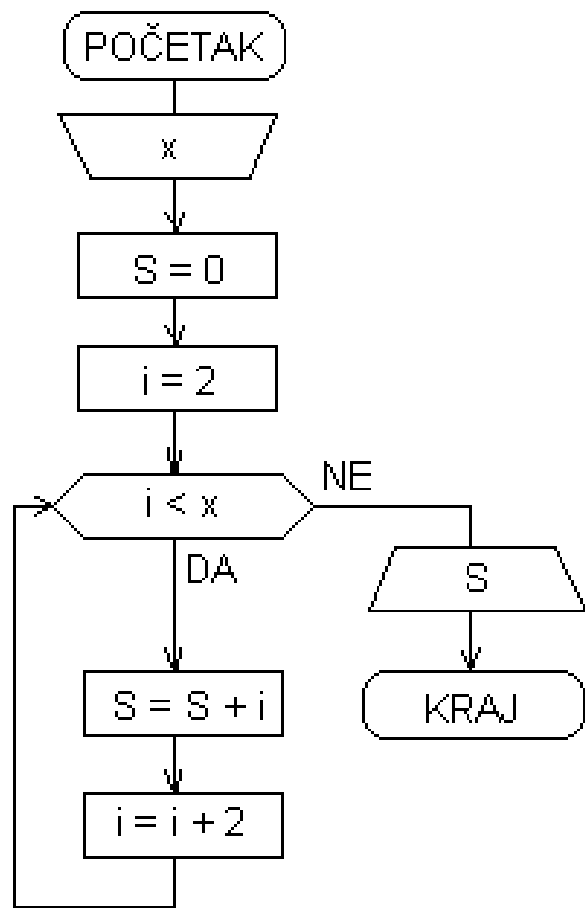 POČETAK
x
S = 0
i = 2
i < x
NE
DA
S
S = S + i
KRAJ
i = i + 2